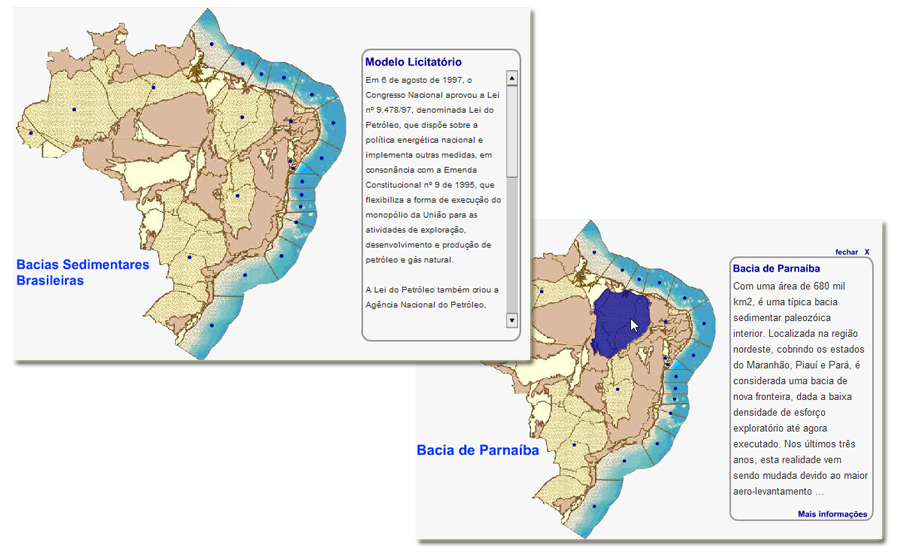 Modelo Licitatório
Em 6 de agosto de 1997, o
Congresso Nacional aprovou a Lei
nº 9.478/97, denominada Lei do
Petróleo, que dispõe sobre a
política energética nacional e
implementa outras medidas, em
consonância com a Emenda
Constitucional nº 9 de 1995, que
flexibiliza a forma de execução do
monopólio da União para as
atividades de exploração,
desenvolvimento e produção de
petróleo e gás natural.
A Lei do Petróleo também criou a
Agência Nacional do Petróleo,
Bacias Sedimentares
Brasileiras
fechar X
Bacia de Parnaíba
Com uma área de 680 mil
km2, é uma típica bacia
sedimentar paleozóica
interior. Localizada na região
nordeste, cobrindo os estados
do Maranhão, Piauí e Pará, é
considerada uma bacia de
nova fronteira, dada a baixa
densidade de esforço
exploratório até agora
executado. Nos últimos três
anos, esta realidade vem
sendo mudada devido ao maior
aero-levantamento ...
Mais informações
Bacia de Parnaíba